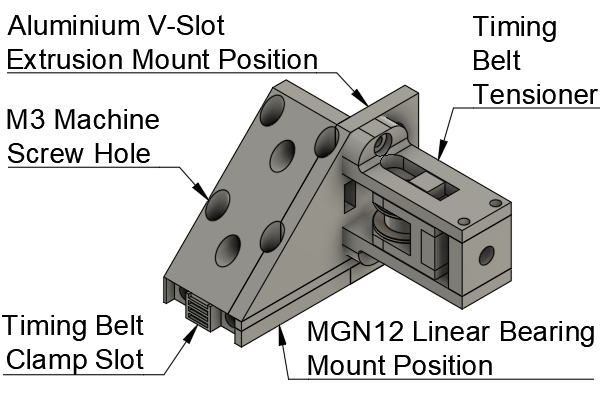 Aluminium V-Slot
Extrusion Mount Position
Timing
Belt
Tensioner
M3 Machine
Screw Hole
Timing Belt
Clamp Slot
MGN12 Linear Bearing
Mount Position